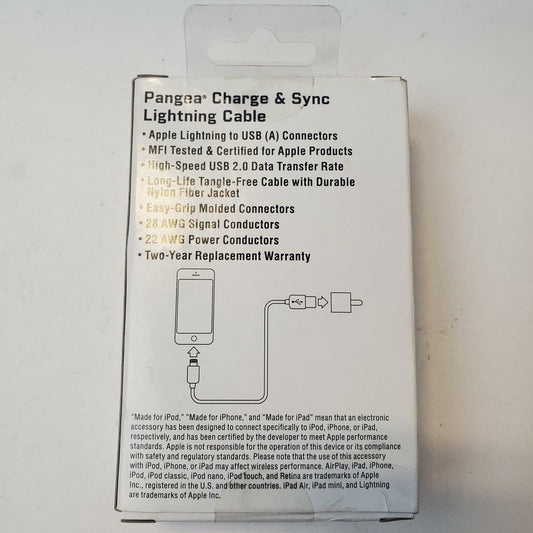 Pangea® Charge & Sync
Lightning Cable
• Apple Lightning to USB (A) Connectors
• MFI Tested & Certified for Apple Products
• High-Speed USB 2.0 Data Transfer Rate
• Long-Life Tangle-Free Cable with Durable
Nylon Fiber Jacket
• Easy-Grip Molded Connectors
• 28 AWG Signal Conductors
• 22 AWG Power Conductors
• Two-Year Replacement Warranty
"Made for iPod," "Made for iPhone," and "Made for iPad" mean that an electronic
accessory has been designed to connect specifically to iPod, iPhone, or iPad,
respectively, and has been certified by the developer to meet Apple performance
standards. Apple is not responsible for the operation of this device or its compliance
with safety and regulatory standards. Please note that the use of this accessory
with iPod, iPhone, or iPad may affect wireless performance. AirPlay, iPad, iPhone,
iPod, iPod classic, iPod nano, iPod touch, and Retina are trademarks of Apple
Inc., registered in the U.S. and other countries. iPad Air, iPad mini, and Lightning
are trademarks of Apple Inc.